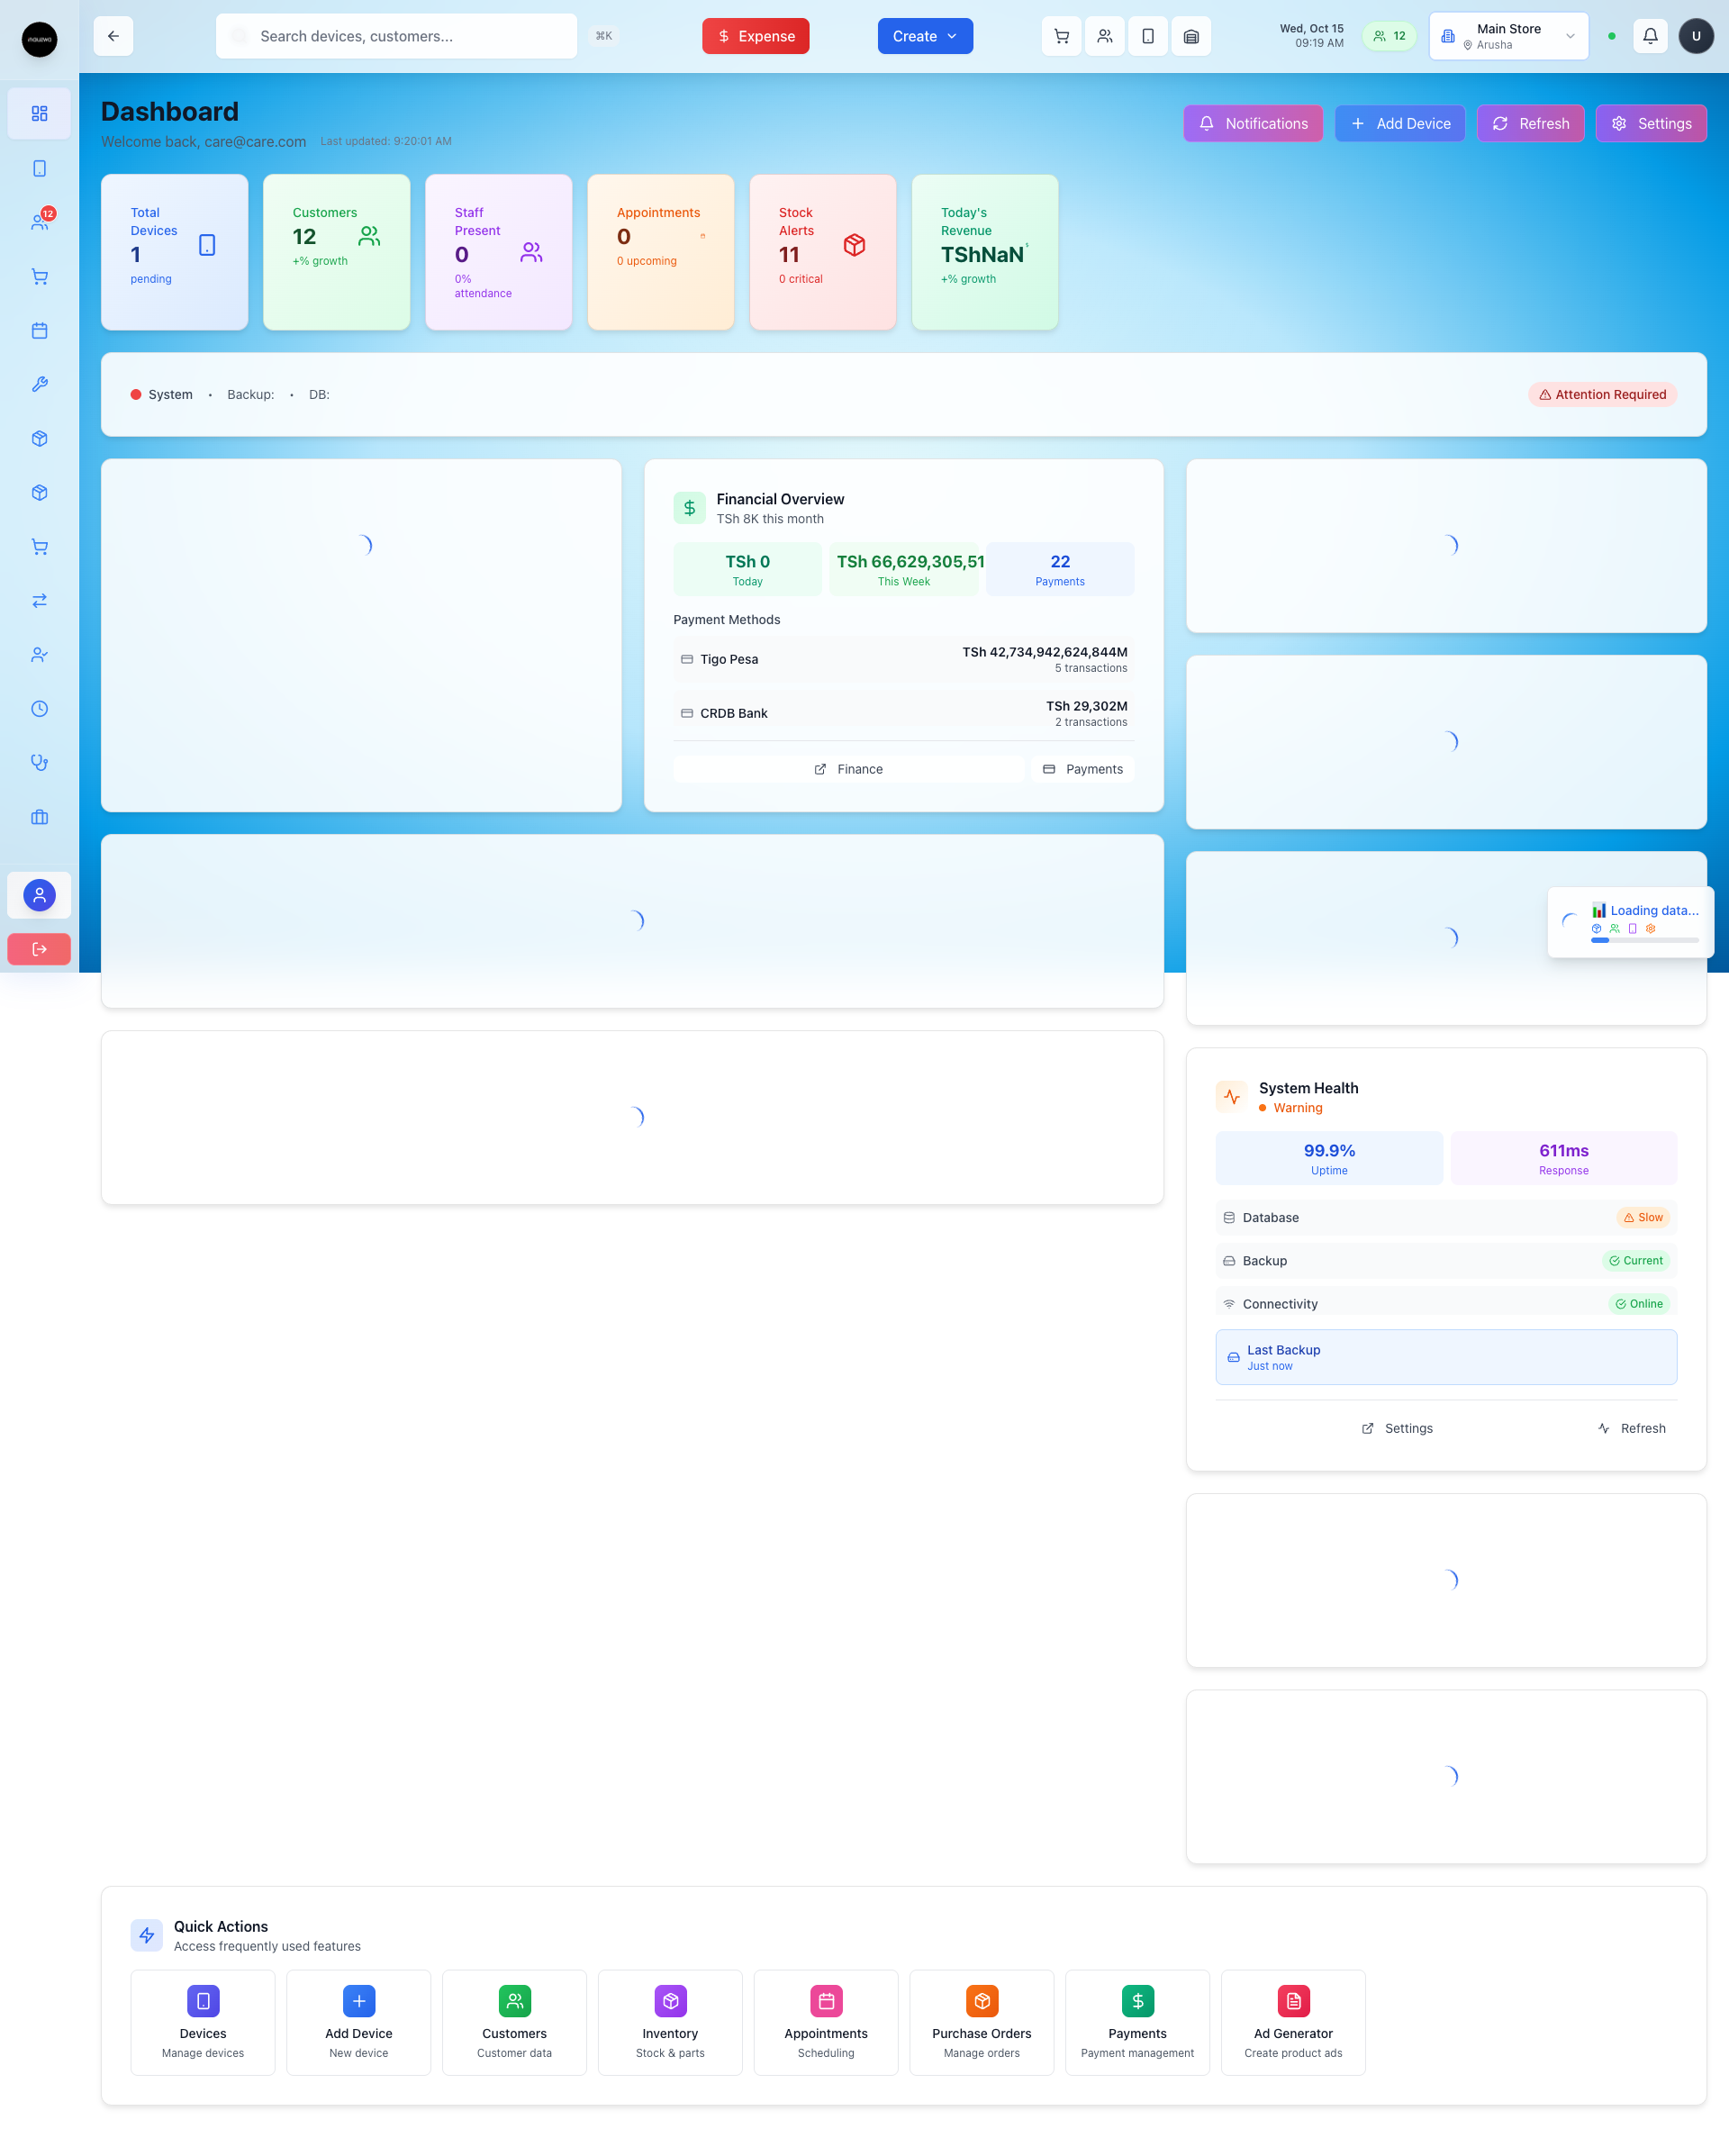 Search devices, customers...
⌘K
Expense
Create
Wed, Oct 15
09:19 AM
12
Main Store
Arusha
U
12
Dashboard
Welcome back, care@care.com
Last updated: 9:20:01 AM
Notifications
Add Device
Refresh
Settings
Total
Devices
1
pending
Customers
12
+% growth
Staff
Present
0
0%
attendance
Appointments
0
0 upcoming
Stock
Alerts
11
0 critical
Today's
Revenue
TShNaN
+% growth
System • Backup: • DB:
Attention Required
Financial Overview
TSh 8K this month
TSh 0
Today
TSh 66,629,305,51
This Week
22
Payments
Payment Methods
Tigo Pesa
TSh 42,734,942,624,844M
5 transactions
CRDB Bank
TSh 29,302M
2 transactions
Finance
Payments
Loading data...
System Health
Warning
99.9%
Uptime
611ms
Response
Database
Slow
Backup
Current
Connectivity
Online
Last Backup
Just now
Settings
Refresh
Quick Actions
Access frequently used features
Devices
Manage devices
Add Device
New device
Customers
Customer data
Inventory
Stock & parts
Appointments
Scheduling
Purchase Orders
Manage orders
Payments
Payment management
Ad Generator
Create product ads